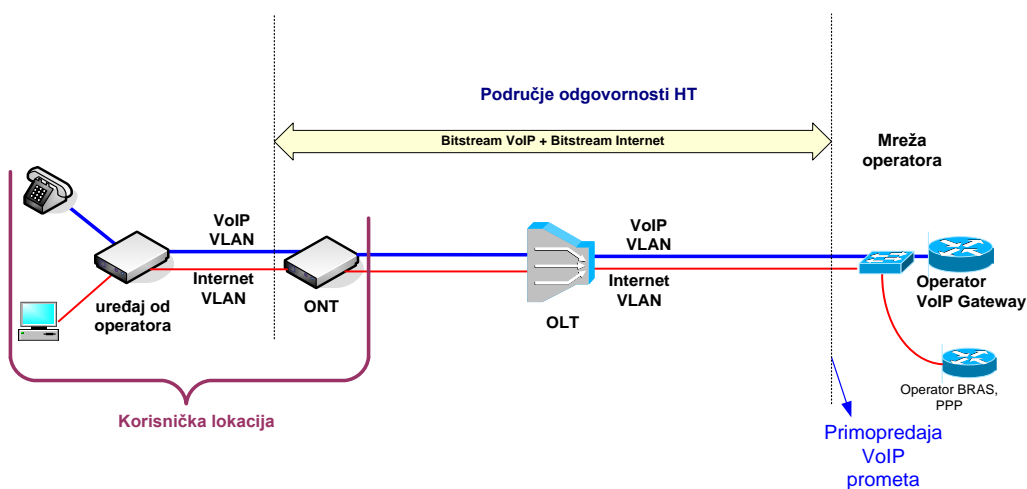 Područje odgovornosti HT
Bitstream VoIP + Bitstream Internet
Mreža
operatora
VoIP
VLAN
Internet
VLAN
uređaj od
operatora
ONT
OLT
VoIP
VLAN
Internet
VLAN
Operator
VoIP Gateway
Operator BRAS,
PPP
Korisnička lokacija
Primopredaja
VoIP
prometa